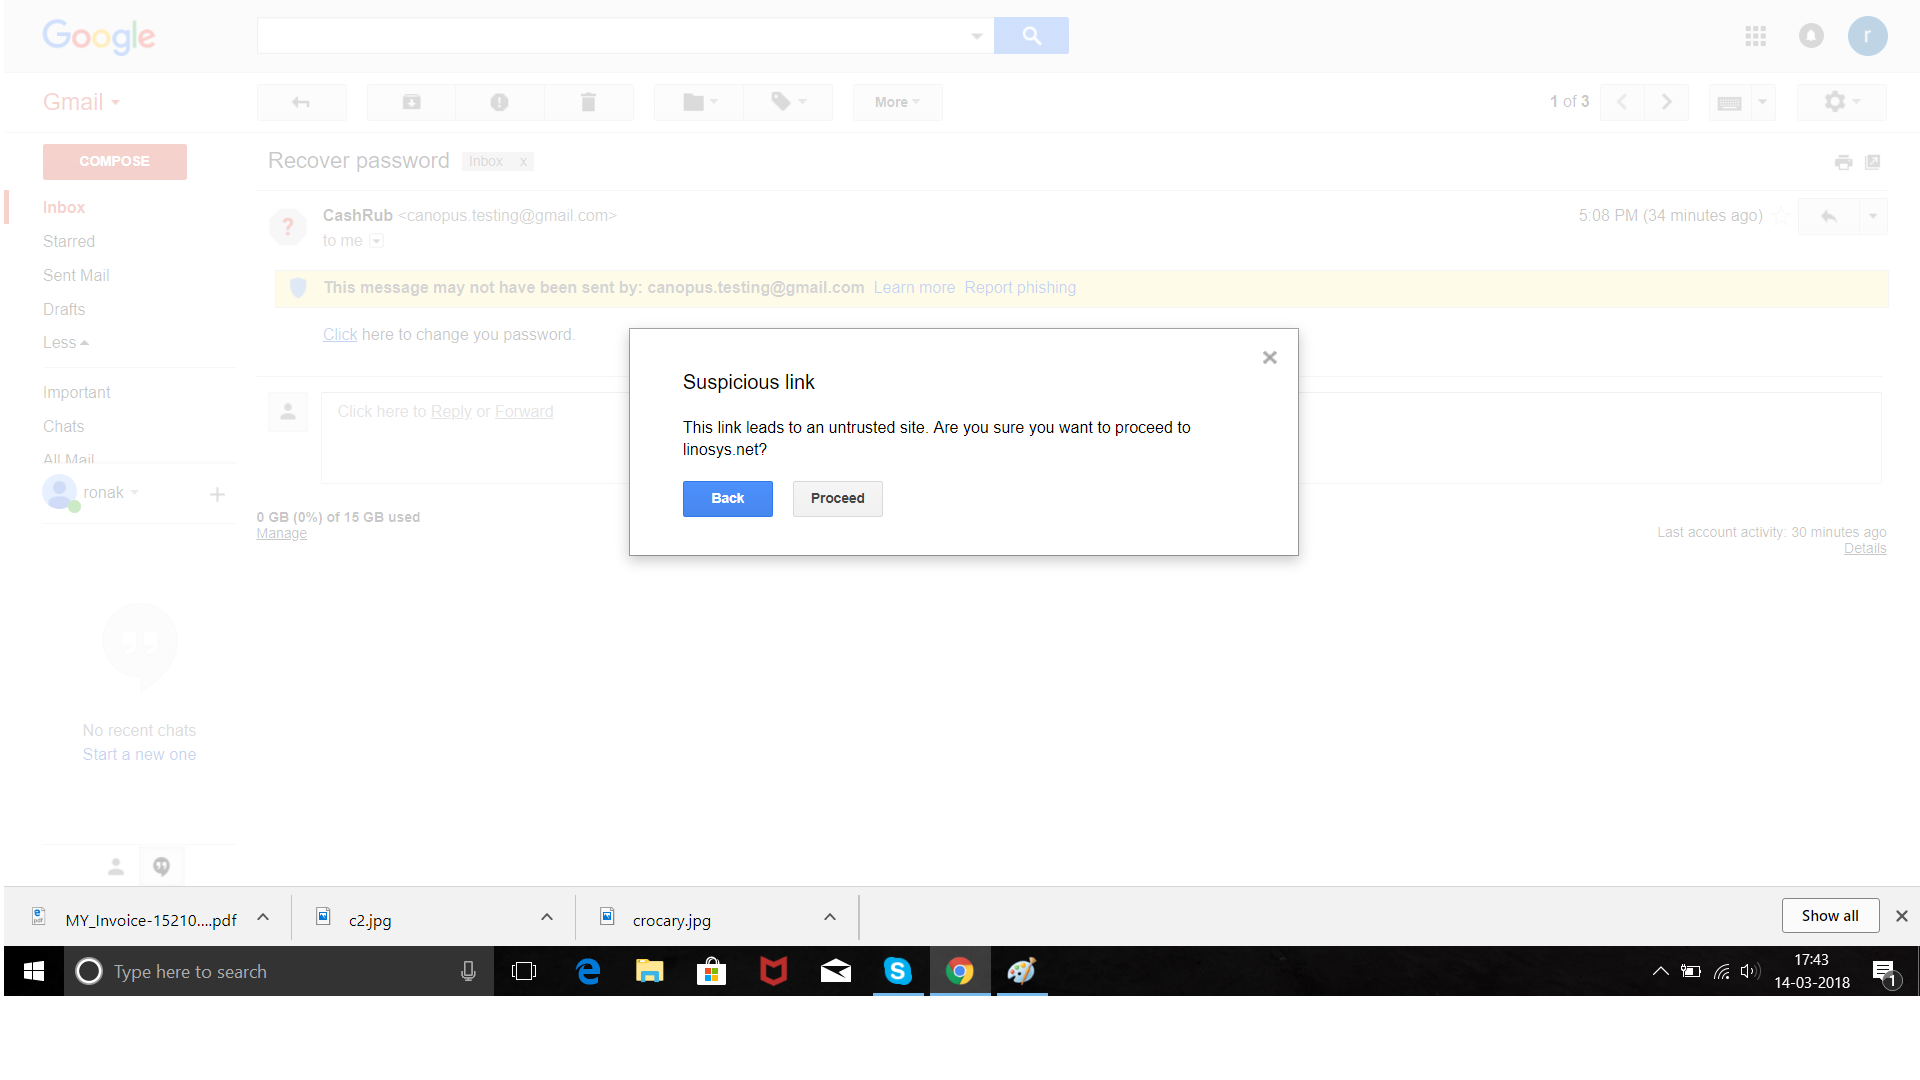 Google
r
Gmail
More
1 of 3
COMPOSE
Recover password
Inbox x
Inbox
CashRub <canopus.testing@gmail.com>
5:08 PM (34 minutes ago)
to me
Starred
Sent Mail
This message may not have been sent by: canopus.testing@gmail.com Learn more Report phishing
Drafts
Click here to change you password.
Less
Suspicious link
This link leads to an untrusted site. Are you sure you want to proceed to
linosys.net?
Back
Proceed
Important
Click here to Reply or Forward
Chats
All Mail
ronak
0 GB (0%) of 15 GB used
Manage
Last account activity: 30 minutes ago
Details
No recent chats
Start a new one
MY_Invoice-15210....pdf
c2.jpg
crocary.jpg
Show all
Type here to search
17:43
14-03-2018
1